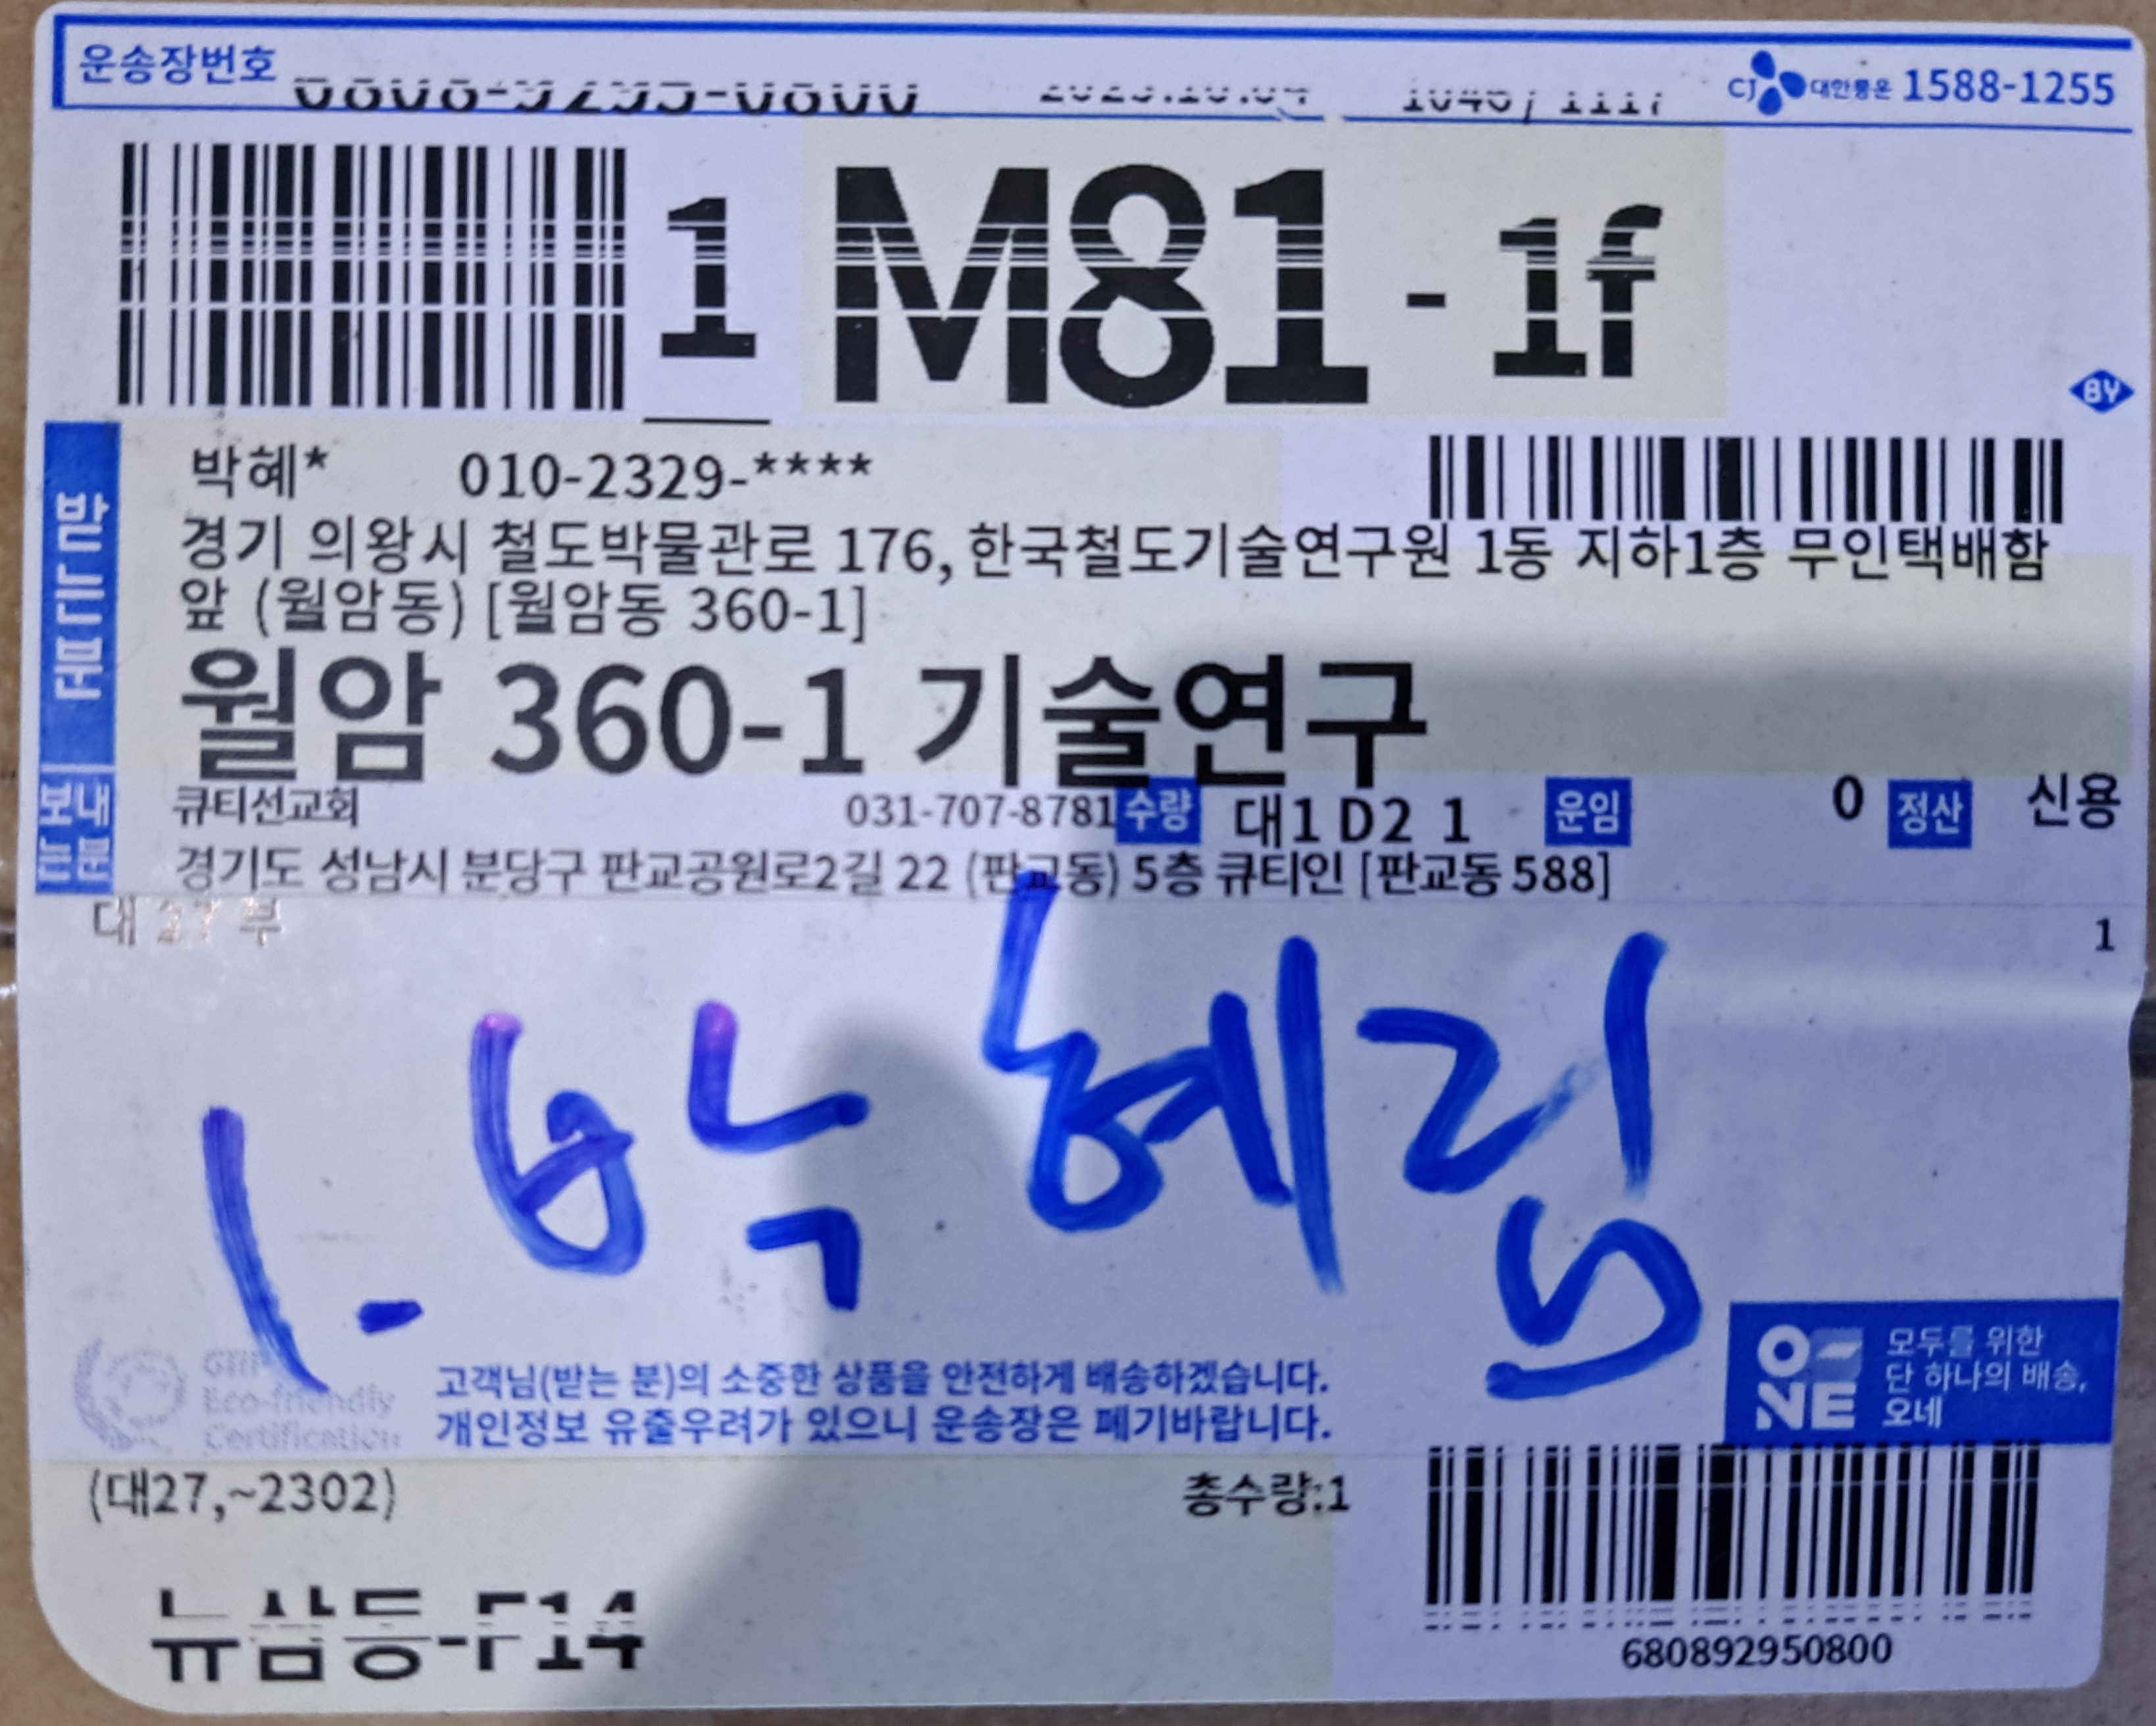 운송장번호
CJ 대한통운 1588-1255
1 M81 - 1f
BY
받는분
박혜* 010-2329-****
경기 의왕시 철도박물관로 176, 한국철도기술연구원 1동 지하1층 무인택배함
앞 (월암동) [월암동 360-1]
월암 360-1 기술연구
보내는분
큐티선교회 031-707-8781 수량 대1 D2 1 운임 0 정산 신용
경기도 성남시 분당구 판교공원로2길 22 (판교동) 5층 큐티인 [판교동 588]
대 27 부 1
1. 박혜림
Eco-friendly
Certification
고객님(받는 분)의 소중한 상품을 안전하게 배송하겠습니다.
개인정보 유출우려가 있으니 운송장은 폐기바랍니다.
ONE
모두를 위한
단 하나의 배송,
오네
(대27,~2302) 총수량:1
680892950800